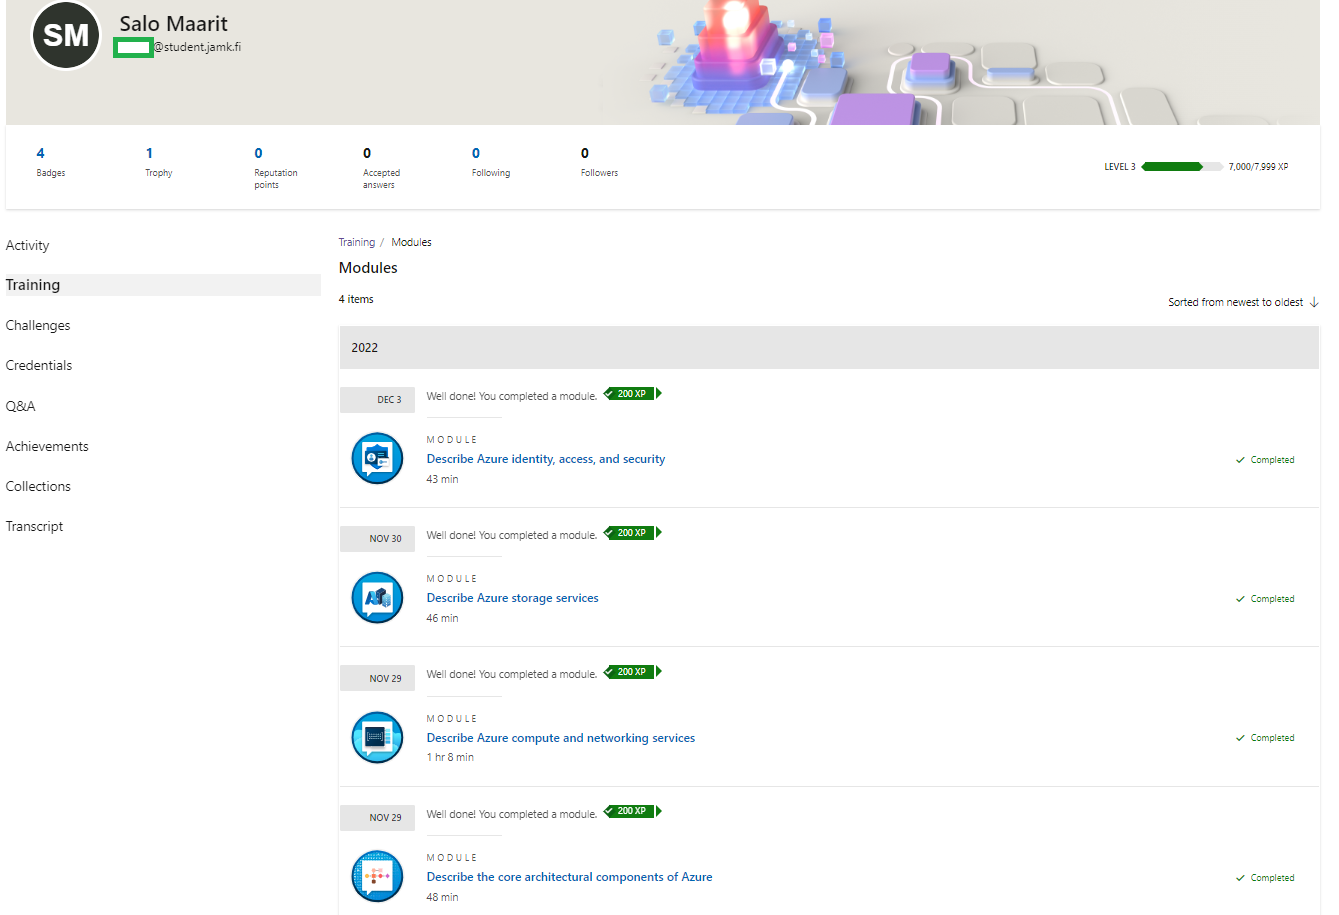 SM
Salo Maarit
@student.jamk.fi
4
Badges
1
Trophy
0
Reputation
points
0
Accepted
answers
0
Following
0
Followers
LEVEL 3
7,000/7,999 XP
Activity
Training
Challenges
Credentials
Q&A
Achievements
Collections
Transcript
Training / Modules
Modules
4 items
Sorted from newest to oldest ↓
2022
DEC 3
Well done! You completed a module. 200 XP
MODULE
Describe Azure identity, access, and security
43 min
Completed
NOV 30
Well done! You completed a module. 200 XP
MODULE
Describe Azure storage services
46 min
Completed
NOV 29
Well done! You completed a module. 200 XP
MODULE
Describe Azure compute and networking services
1 hr 8 min
Completed
NOV 29
Well done! You completed a module. 200 XP
MODULE
Describe the core architectural components of Azure
48 min
Completed